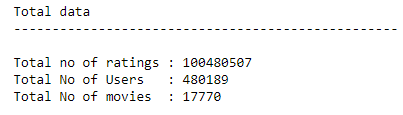 Total data
--------------------------------------------------
Total no of ratings : 100480507
Total No of Users   : 480189
Total No of movies  : 17770